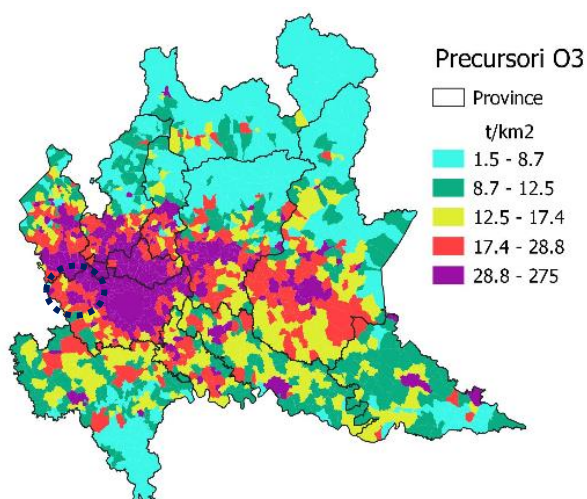 Precursori O3
Province
t/km2
1.5 - 8.7
8.7 - 12.5
12.5 - 17.4
17.4 - 28.8
28.8 - 275